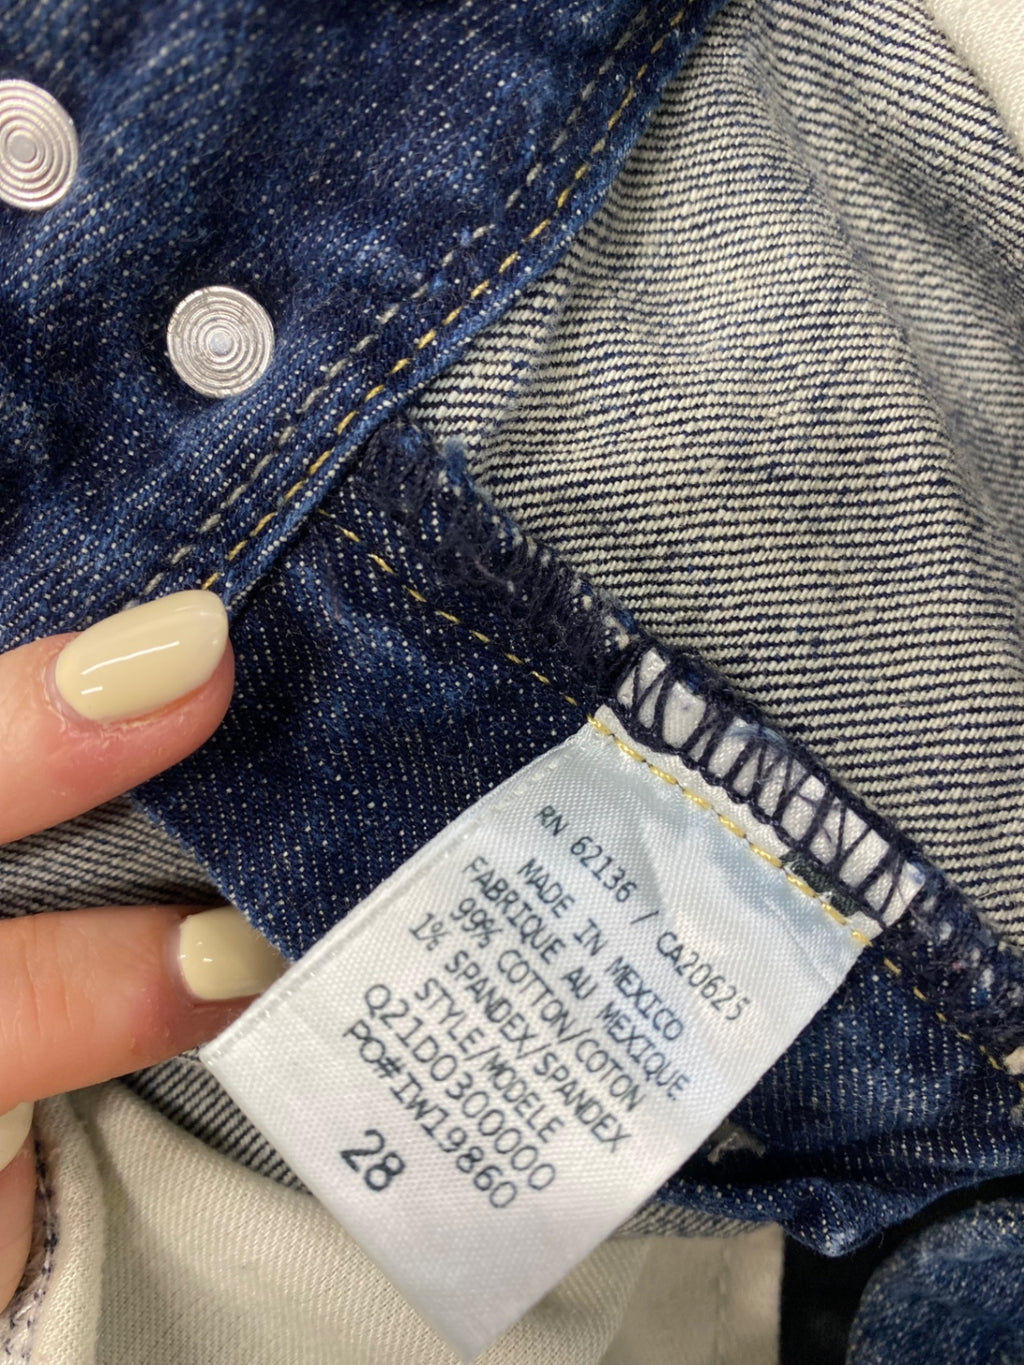 RN 62136 / CA20625
MADE IN MEXICO
FABRIQUE AU MEXIQUE
99% COTTON/COTON
1% SPANDEX/SPANDEX
STYLE/MODELE
Q21D030000
PO#IW19860
28